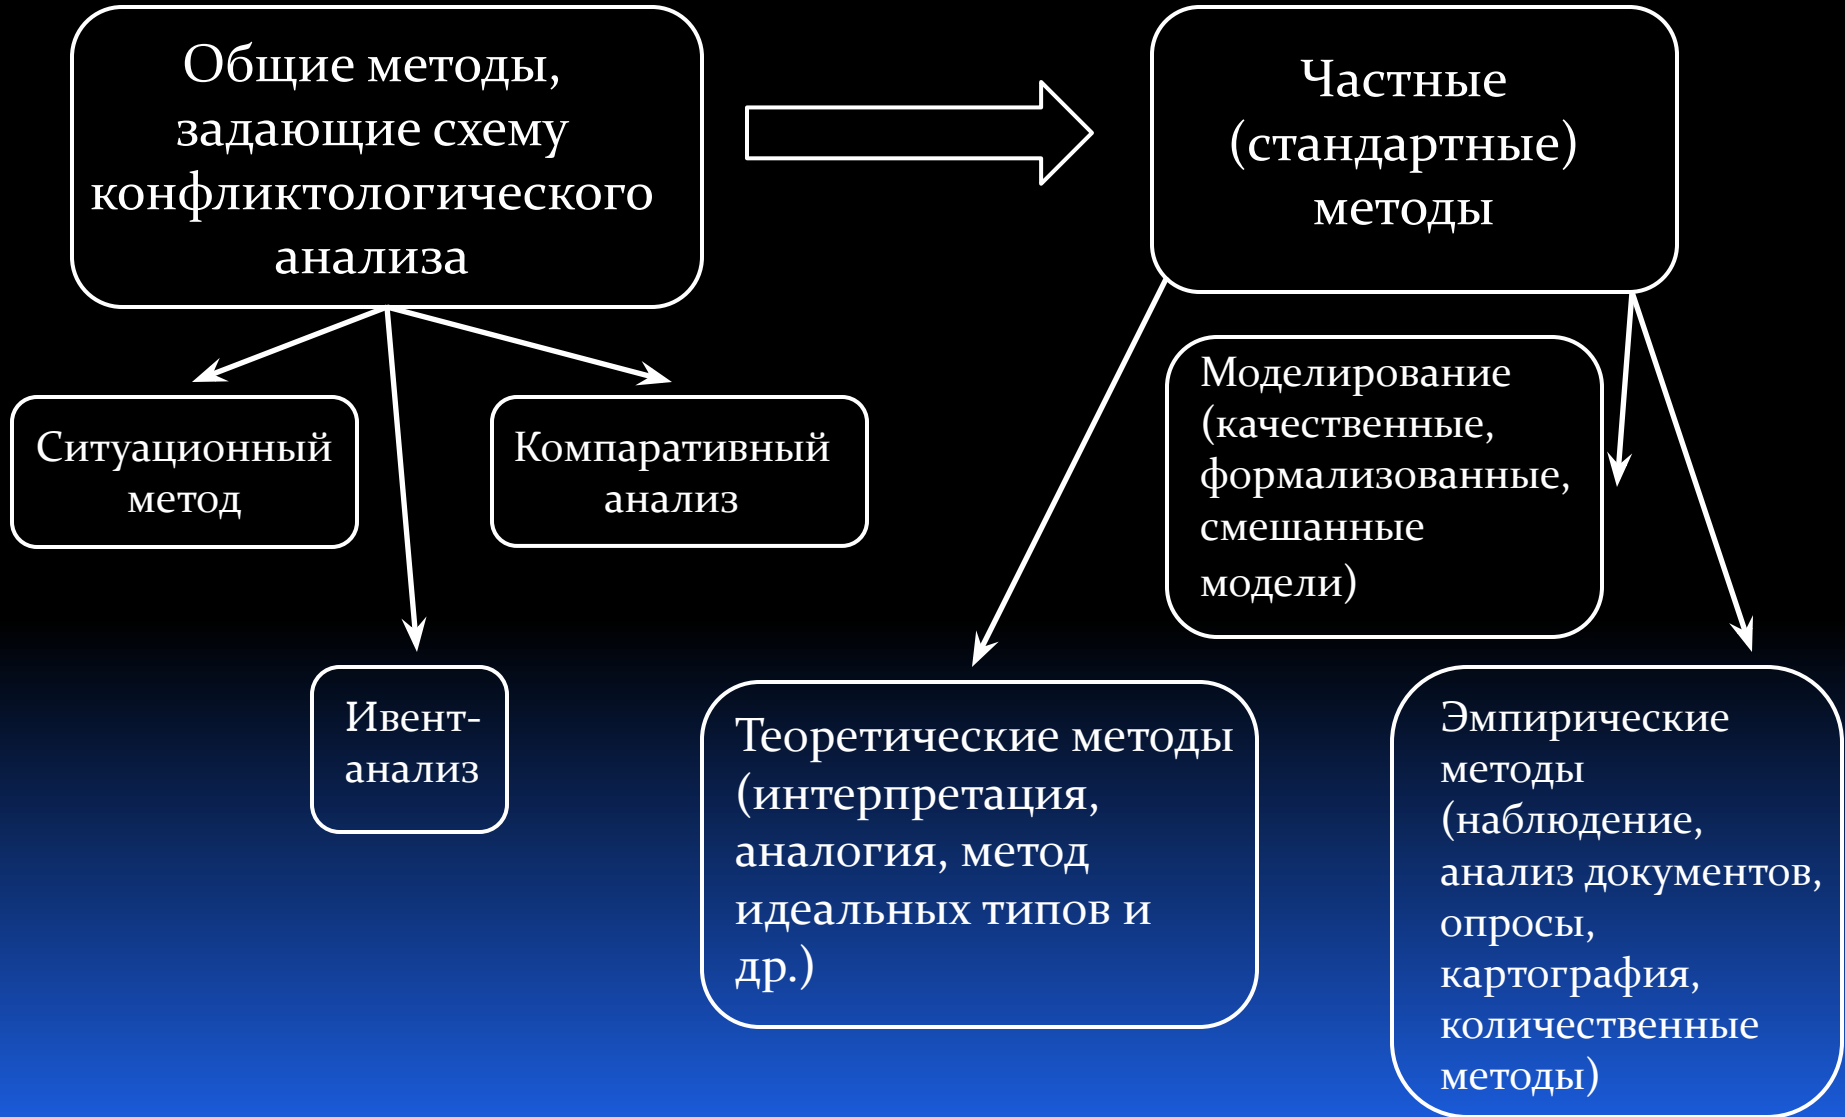 Общие методы,
задающие схему
конфликтологического
анализа
Частные
(стандартные)
методы
Ситуационный
метод
Компаративный
анализ
Моделирование
(качественные,
формализованные,
смешанные
модели)
Ивент-
анализ
Теоретические методы
(интерпретация,
аналогия, метод
идеальных типов и
др.)
Эмпирические
методы
(наблюдение,
анализ документов,
опросы,
картография,
количественные
методы)